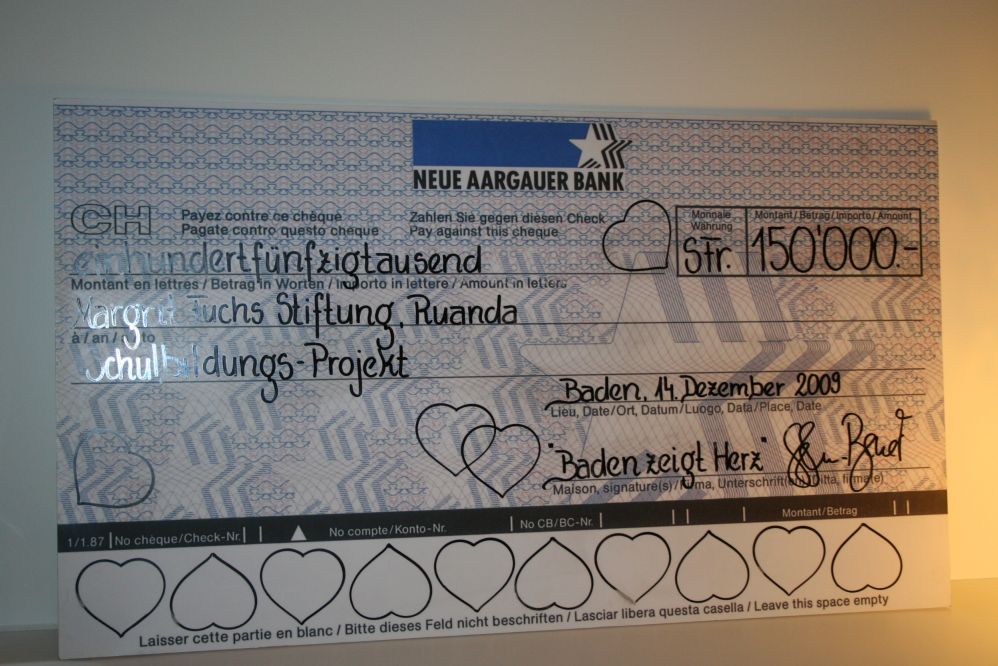 NEUE AARGAUER BANK
CH
Payez contre ce chèque
Pagate contro questo cheque
Zahlen Sie gegen diesen Check
Pay against this cheque
Monnaie
Währung
SFr.
Montant / Betrag / Importo / Amount
150'000.-
einhundertfünfzigtausend
Montant en lettres / Betrag in Worten / Importo in lettere / Amount in letters
Margrit Fuchs Stiftung, Ruanda
à / an / a / to
Schulbildungs-Projekt
Baden, 14. Dezember 2009
Lieu, Date / Ort, Datum / Luogo, Data / Place, Date
"Baden zeigt Herz"
Maison, signature(s) / Firma, Unterschrift(en) / Ditta, firma(e)
1/1.87 No chèque/Check-Nr. No compte/Konto-Nr. No CB/BC-Nr. Montant/Betrag
Laisser cette partie en blanc / Bitte dieses Feld nicht beschriften / Lasciar libera questa casella / Leave this space empty